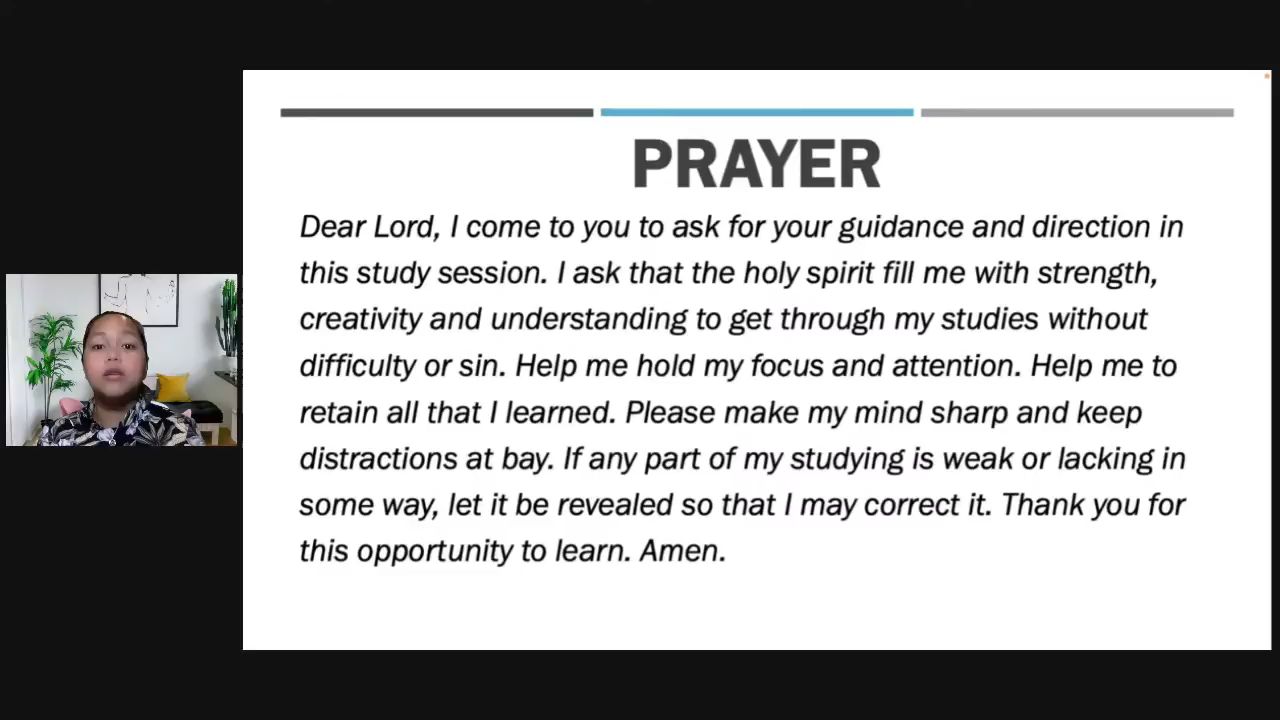 PRAYER
Dear Lord, I come to you to ask for your guidance and direction in
this study session. I ask that the holy spirit fill me with strength,
creativity and understanding to get through my studies without
difficulty or sin. Help me hold my focus and attention. Help me to
retain all that I learned. Please make my mind sharp and keep
distractions at bay. If any part of my studying is weak or lacking in
some way, let it be revealed so that I may correct it. Thank you for
this opportunity to learn. Amen.